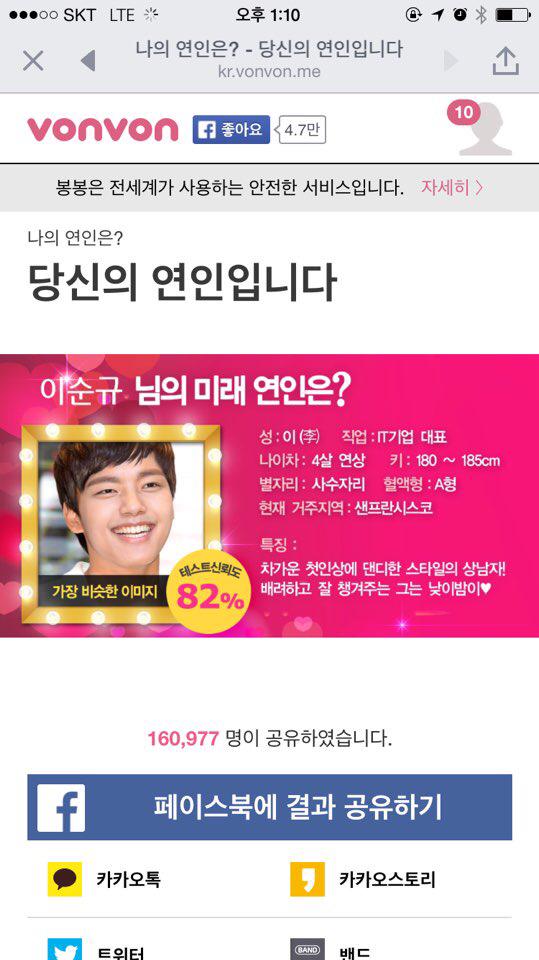 SKT LTE 오후 1:10
나의 연인은? - 당신의 연인입니다
kr.vonvon.me
vonvon 좋아요 4.7만 10
봉봉은 전세계가 사용하는 안전한 서비스입니다. 자세히 〉
나의 연인은?
당신의 연인입니다
이순규 님의 미래 연인은?
성 : 이 (李) 직업 : IT기업 대표
나이차 : 4살 연상 키 : 180 ~ 185cm
별자리 : 사수자리 혈액형 : A형
현재 거주지역 : 샌프란시스코
특징 :
차가운 첫인상에 댄디한 스타일의 상남자!
배려하고 잘 챙겨주는 그는 낮이밤이♥
가장 비슷한 이미지
테스트신뢰도
82%
160,977 명이 공유하였습니다.
f 페이스북에 결과 공유하기
카카오톡 카카오스토리
트위터 BAND 밴드